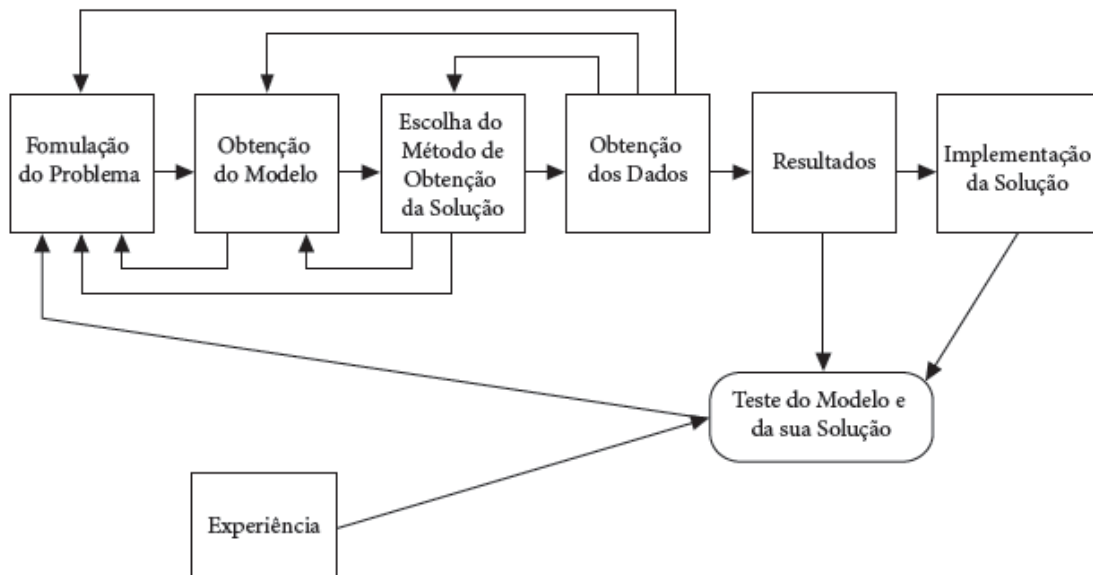 Fomulação
do Problema
Obtenção
do Modelo
Escolha do
Método de
Obtenção
da Solução
Obtenção
dos Dados
Resultados
Implementação
da Solução
Teste do Modelo e
da sua Solução
Experiência